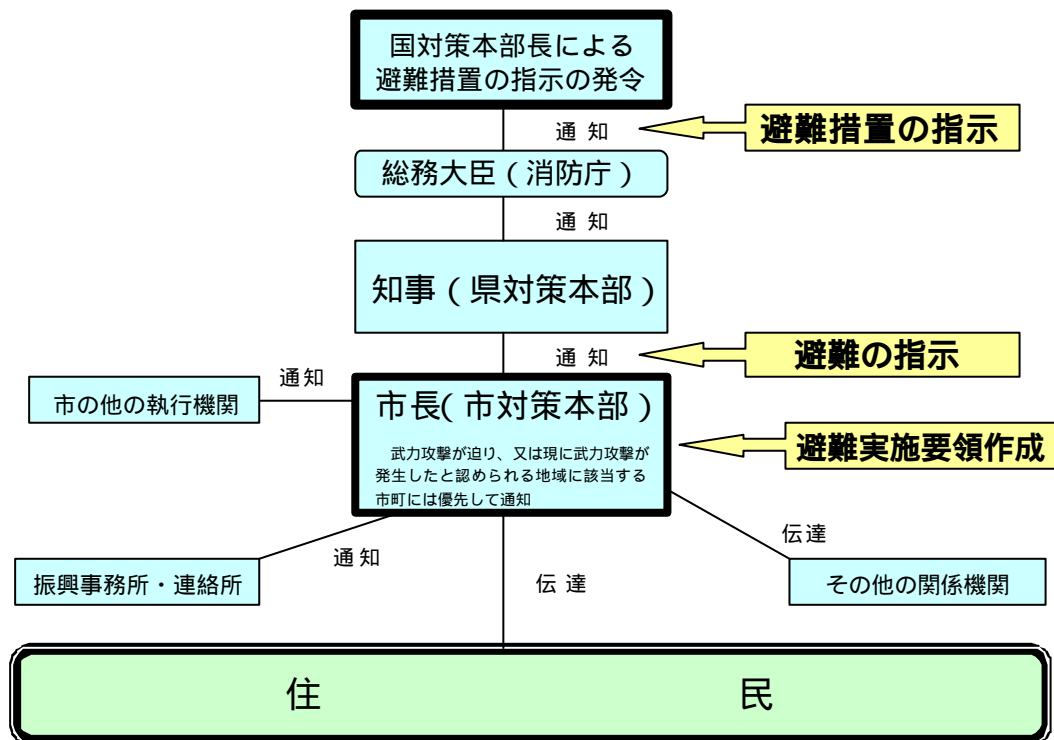 国対策本部長による
避難措置の指示の発令
通 知
避難措置の指示
総務大臣（消防庁）
通 知
知事（県対策本部）
通 知
避難の指示
通知
市の他の執行機関
市長（市対策本部）
武力攻撃が迫り、又は現に武力攻撃が
発生したと認められる地域に該当する
市町には優先して通知
避難実施要領作成
通知
伝達
伝達
振興事務所・連絡所
その他の関係機関
住　民